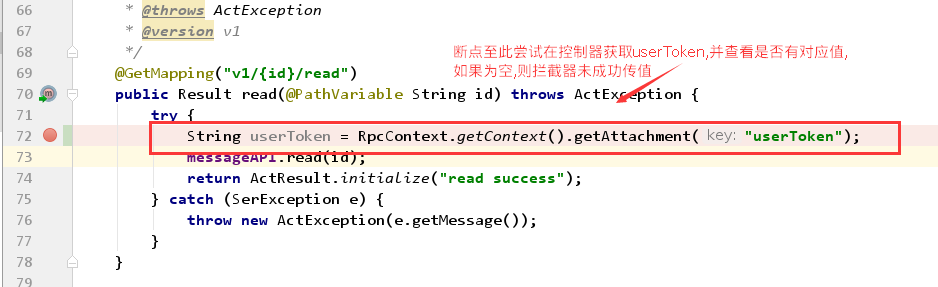 66 * @throws ActException
67 * @version v1
68 */
断点至此尝试在控制器获取userToken,并查看是否有对应值,
如果为空,则拦截器未成功传值
69 @GetMapping("v1/{id}/read")
70 public Result read(@PathVariable String id) throws ActException {
71 try {
72 String userToken = RpcContext.getContext().getAttachment( key: "userToken");
73 messageAPI.read(id);
74 return ActResult.initialize("read success");
75 } catch (SerException e) {
76 throw new ActException(e.getMessage());
77 }
78 }
79